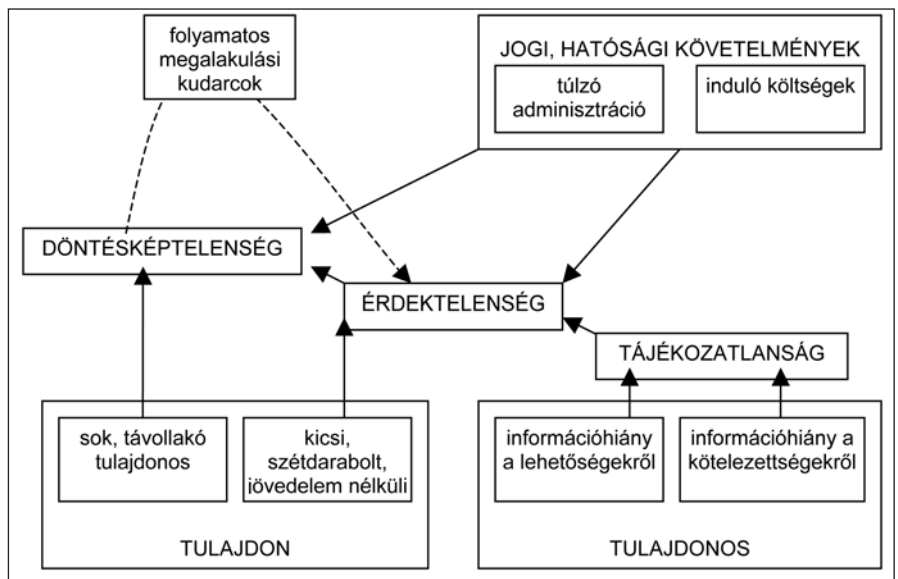 folyamatos
megalakulási
kudarcok
JOGI, HATÓSÁGI KÖVETELMÉNYEK
túlzó
adminisztráció
induló költségek
DÖNTÉSKÉPTELENSÉG
ÉRDEKTELENSÉG
TÁJÉKOZATLANSÁG
sok, távollakó
tulajdonos
kicsi,
szétdarabolt,
jövedelem nélküli
TULAJDON
információhiány
a lehetőségekről
információhiány a
kötelezettségekről
TULAJDONOS